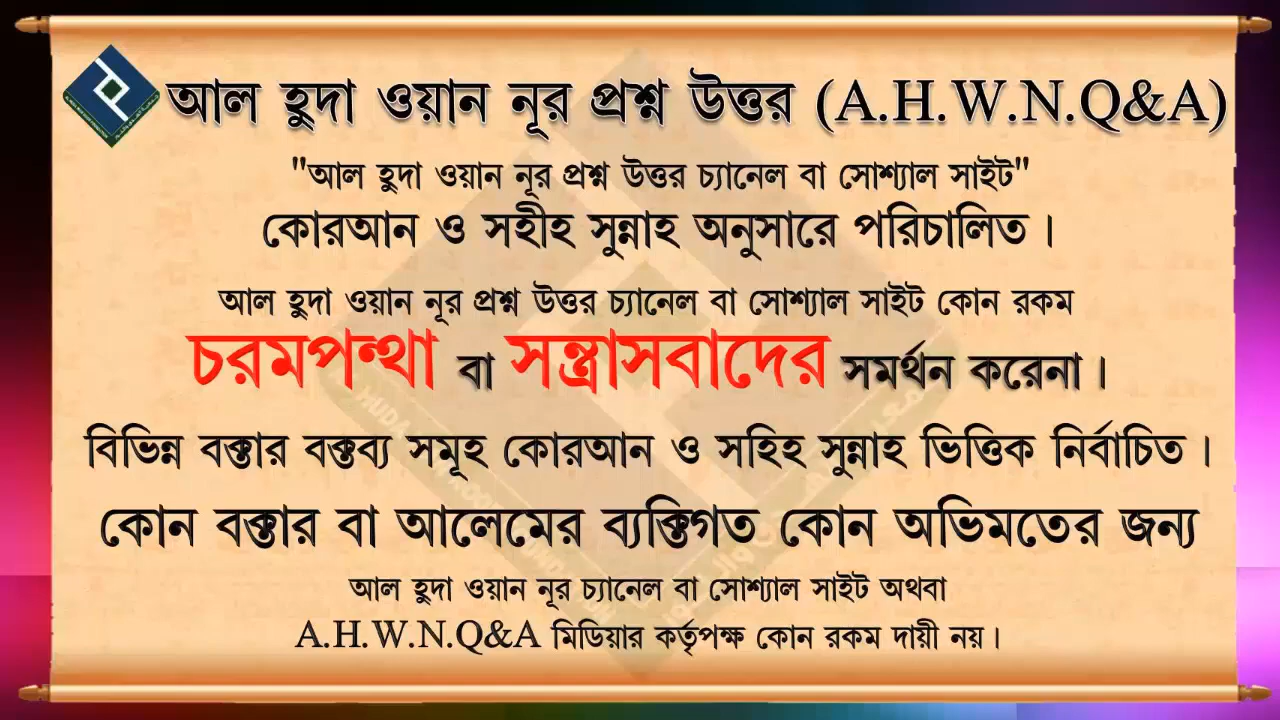 আল হুদা ওয়ান নূর প্রশ্ন উত্তর (A.H.W.N.Q&A)
"আল হুদা ওয়ান নূর প্রশ্ন উত্তর চ্যানেল বা সোশ্যাল সাইট"
কোরআন ও সহীহ সুন্নাহ অনুসারে পরিচালিত।
আল হুদা ওয়ান নূর প্রশ্ন উত্তর চ্যানেল বা সোশ্যাল সাইট কোন রকম
চরমপন্থা বা সন্ত্রাসবাদের সমর্থন করেনা।
বিভিন্ন বক্তার বক্তব্য সমূহ কোরআন ও সহিহ সুন্নাহ ভিত্তিক নির্বাচিত।
কোন বক্তার বা আলেমের ব্যক্তিগত কোন অভিমতের জন্য
আল হুদা ওয়ান নূর চ্যানেল বা সোশ্যাল সাইট অথবা
A.H.W.N.Q&A মিডিয়ার কর্তৃপক্ষ কোন রকম দায়ী নয়।